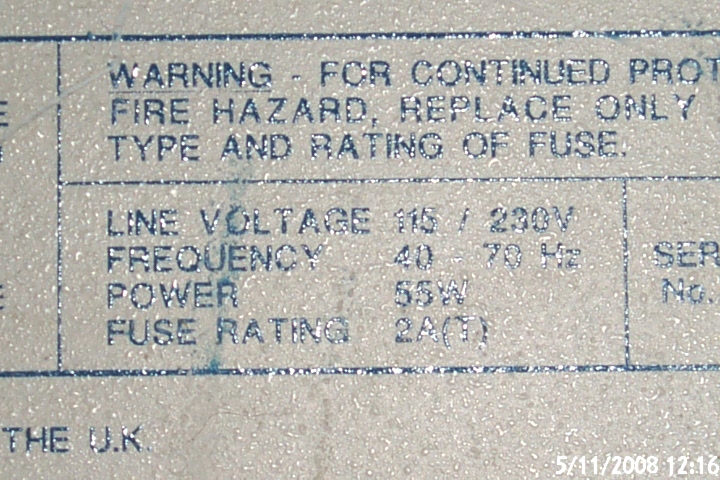 WARNING - FOR CONTINUED PROT
FIRE HAZARD, REPLACE ONLY
TYPE AND RATING OF FUSE.
LINE VOLTAGE 115 / 230V
FREQUENCY 40 - 70 Hz
POWER 55W
FUSE RATING 2A(T)
SER
No.
THE U.K.
5/11/2008 12:16